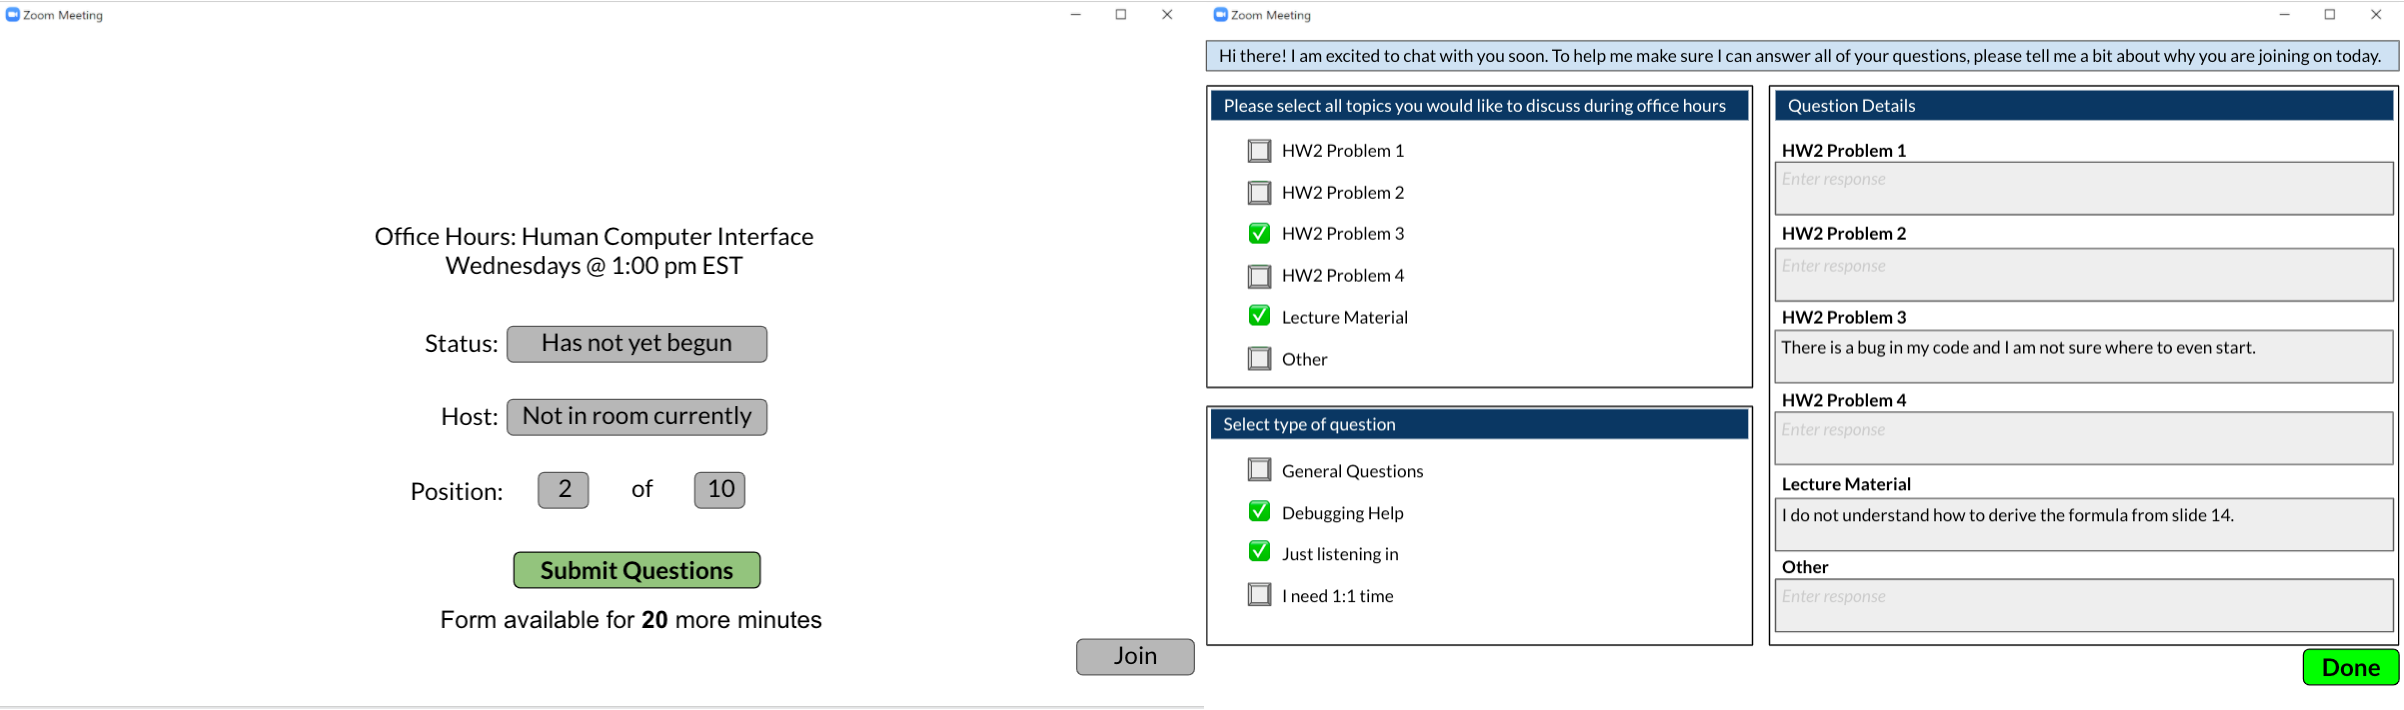 Zoom Meeting
Office Hours: Human Computer Interface
Wednesdays @ 1:00 pm EST
Status: Has not yet begun
Host: Not in room currently
Position: 2 of 10
Submit Questions
Form available for 20 more minutes
Join
Zoom Meeting
Hi there! I am excited to chat with you soon. To help me make sure I can answer all of your questions, please tell me a bit about why you are joining on today.
Please select all topics you would like to discuss during office hours
HW2 Problem 1
HW2 Problem 2
HW2 Problem 3
HW2 Problem 4
Lecture Material
Other
Select type of question
General Questions
Debugging Help
Just listening in
I need 1:1 time
Question Details
HW2 Problem 1
Enter response
HW2 Problem 2
Enter response
HW2 Problem 3
There is a bug in my code and I am not sure where to even start.
HW2 Problem 4
Enter response
Lecture Material
I do not understand how to derive the formula from slide 14.
Other
Enter response
Done